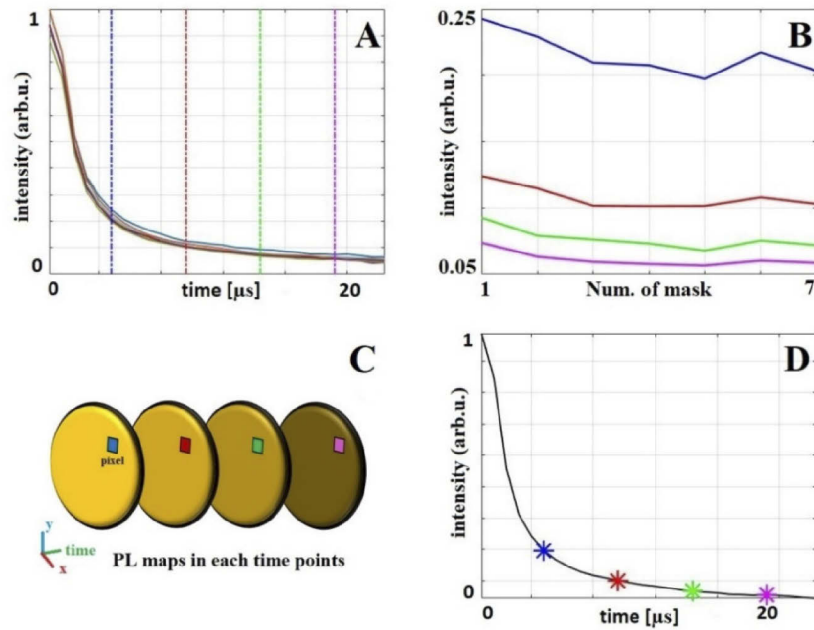 A
1
intensity (arb.u.)
0
0
time [µs]
20
B
0.25
intensity (arb.u.)
0.05
1
Num. of mask
7
C
pixel
y
time
x
PL maps in each time points
D
1
intensity (arb.u.)
0
0
time [µs]
20